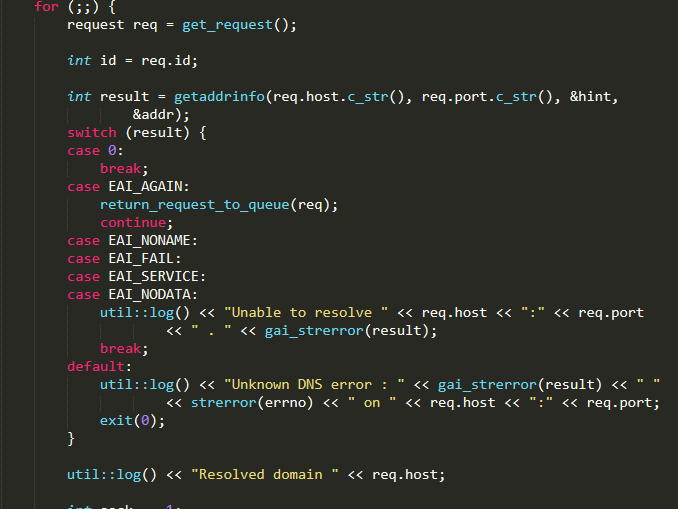 for (;;) {
request req = get_request();
int id = req.id;
int result = getaddrinfo(req.host.c_str(), req.port.c_str(), &hint,
&addr);
switch (result) {
case 0:
break;
case EAI_AGAIN:
return_request_to_queue(req);
continue;
case EAI_NONAME:
case EAI_FAIL:
case EAI_SERVICE:
case EAI_NODATA:
util::log() << "Unable to resolve " << req.host << ":" << req.port
<< " . " << gai_strerror(result);
break;
default:
util::log() << "Unknown DNS error : " << gai_strerror(result) << " "
<< strerror(errno) << " on " << req.host << ":" << req.port;
exit(0);
}
util::log() << "Resolved domain " << req.host;